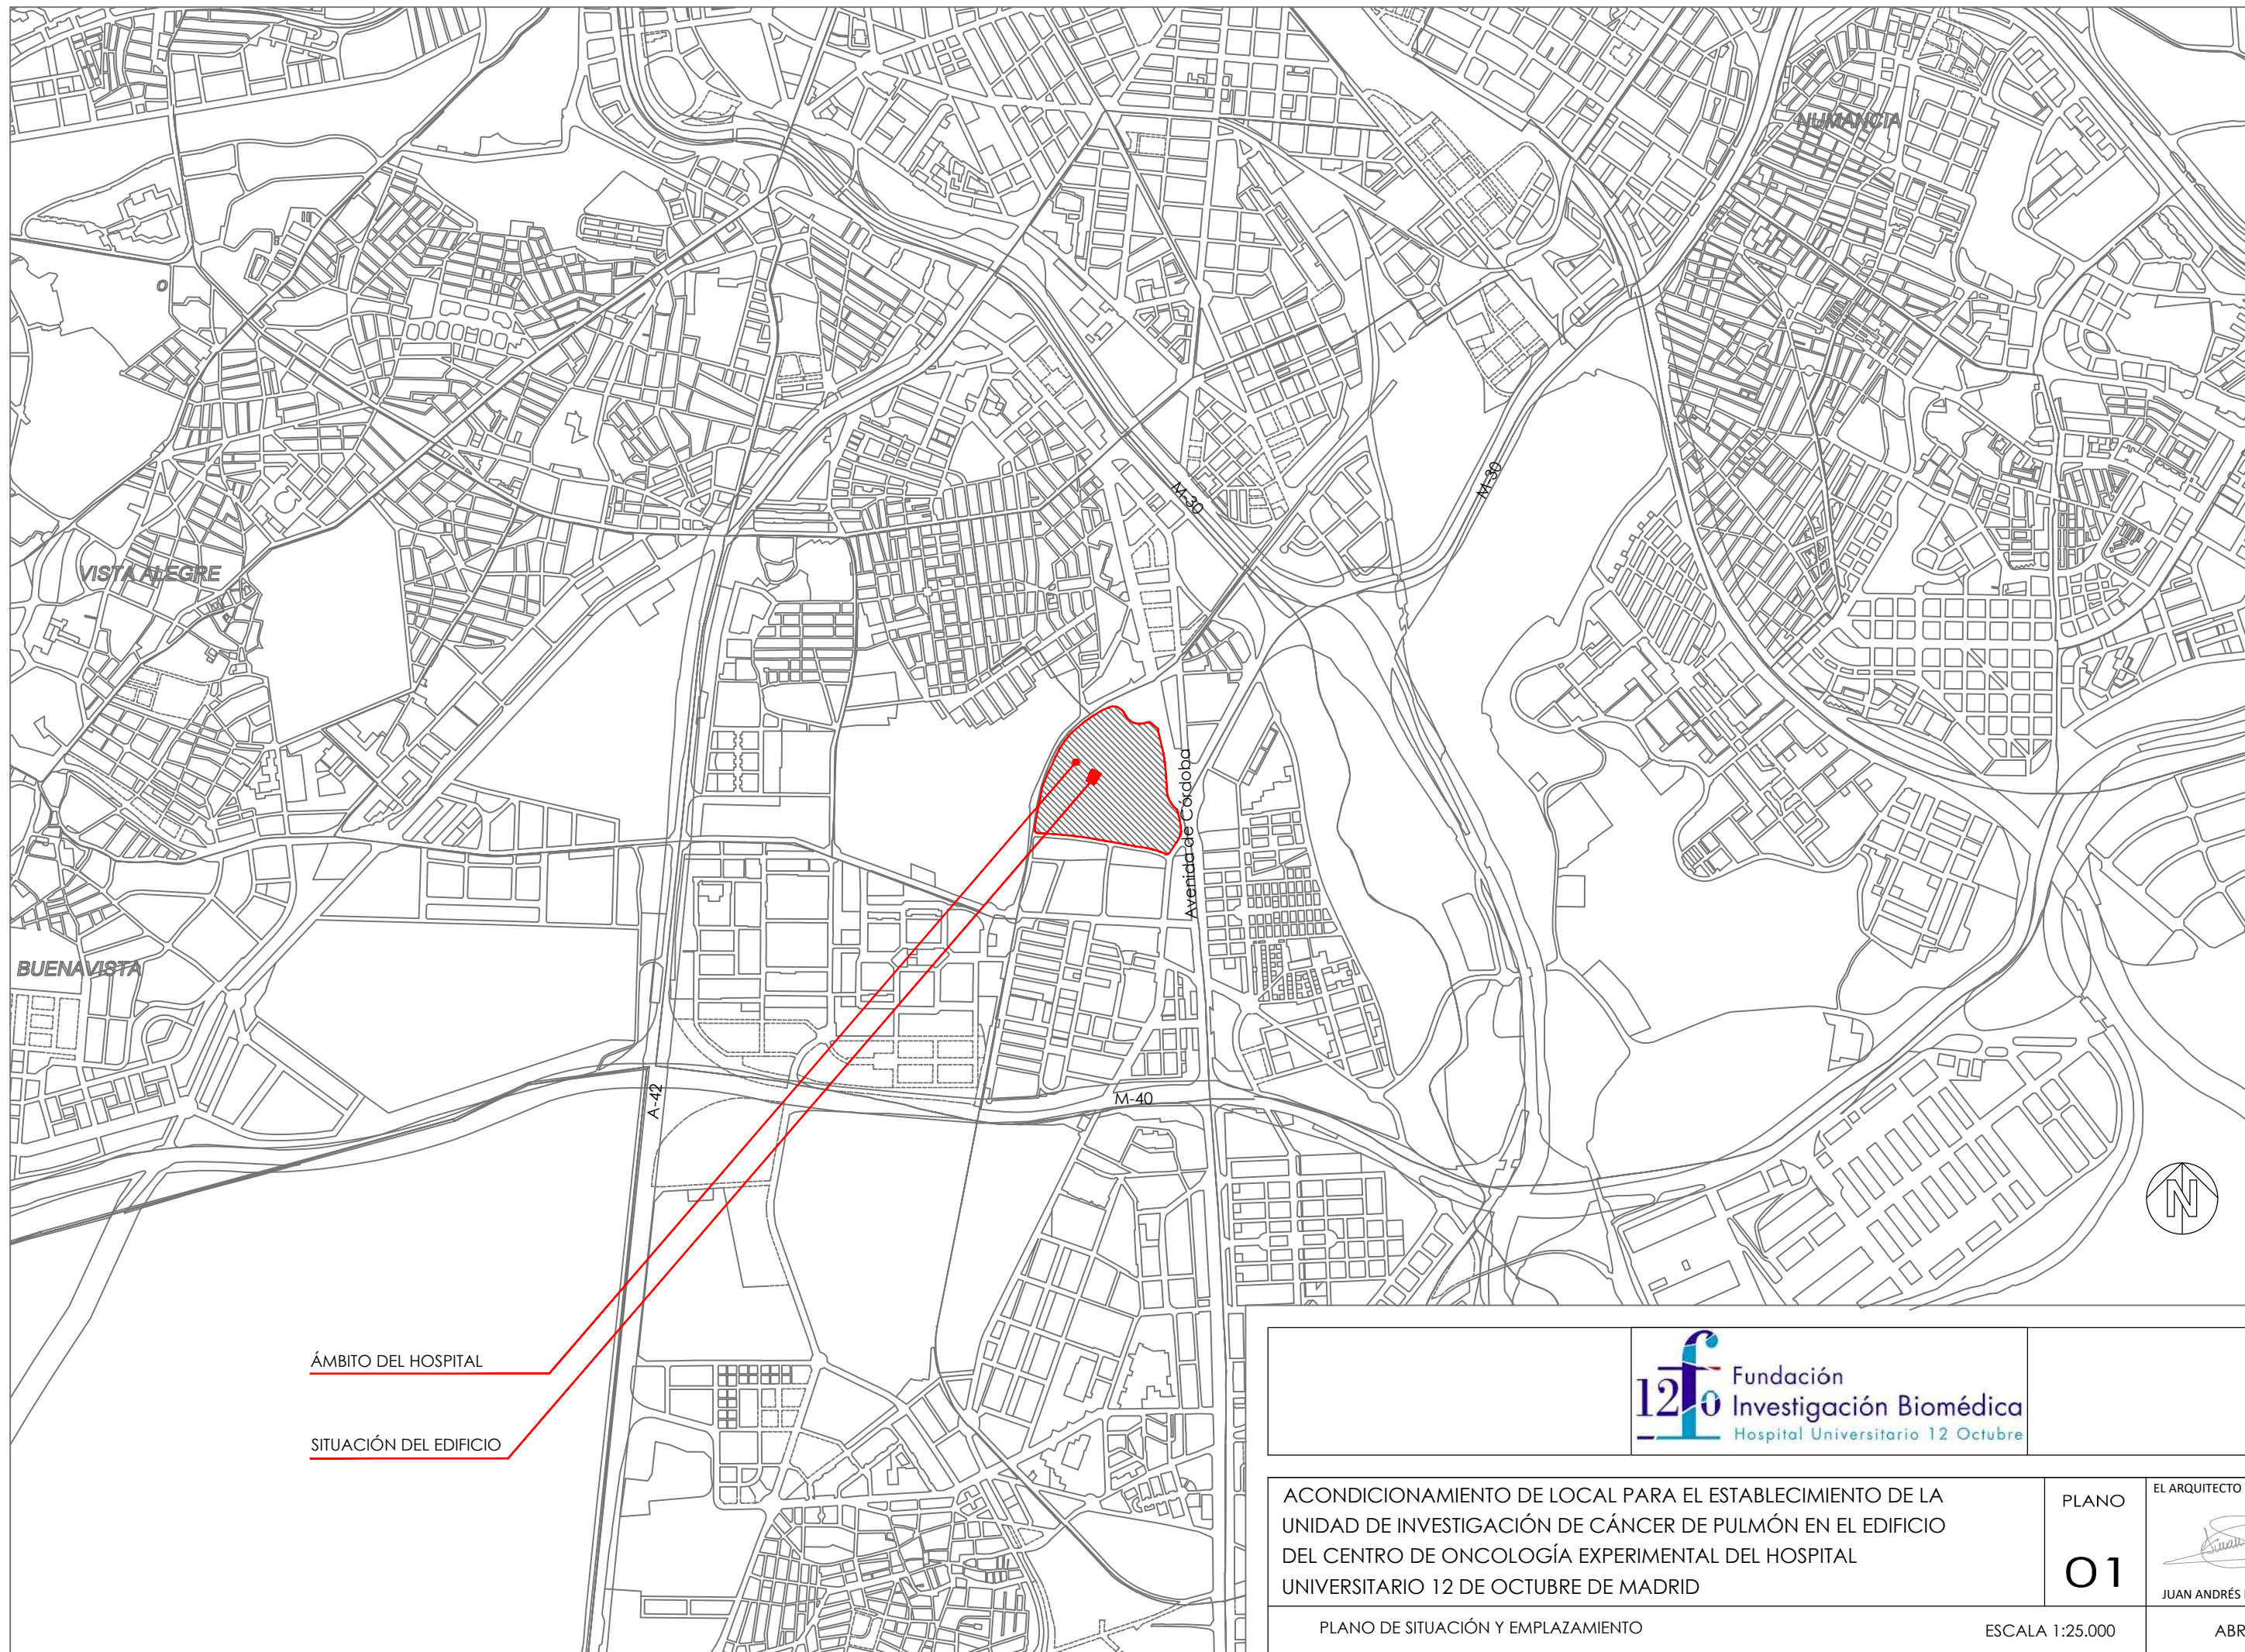 NUMANCIA
M-30
M-30
VISTA ALEGRE
Avenida de Córdoba
BUENAVISTA
A-42
M-40
N
ÁMBITO DEL HOSPITAL
SITUACIÓN DEL EDIFICIO
12fo
Fundación
Investigación Biomédica
Hospital Universitario 12 Octubre
ACONDICIONAMIENTO DE LOCAL PARA EL ESTABLECIMIENTO DE LA
UNIDAD DE INVESTIGACIÓN DE CÁNCER DE PULMÓN EN EL EDIFICIO
DEL CENTRO DE ONCOLOGÍA EXPERIMENTAL DEL HOSPITAL
UNIVERSITARIO 12 DE OCTUBRE DE MADRID
PLANO
01
EL ARQUITECTO
JUAN ANDRÉS
PLANO DE SITUACIÓN Y EMPLAZAMIENTO
ESCALA 1:25.000
ABR